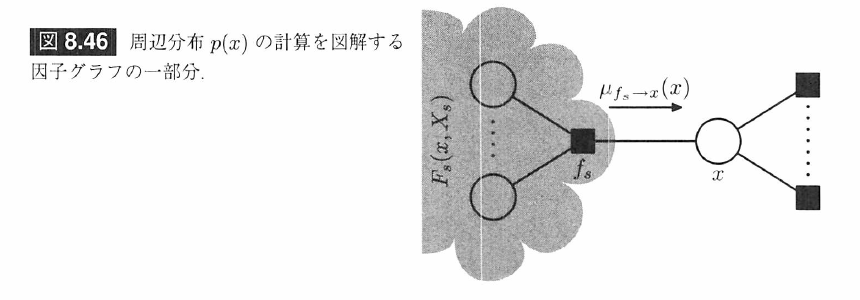 図 8.46 周辺分布 p(x) の計算を図解する
因子グラフの一部分.
F_s(x, X_s)
μ_{f_s→x}(x)
f_s
x